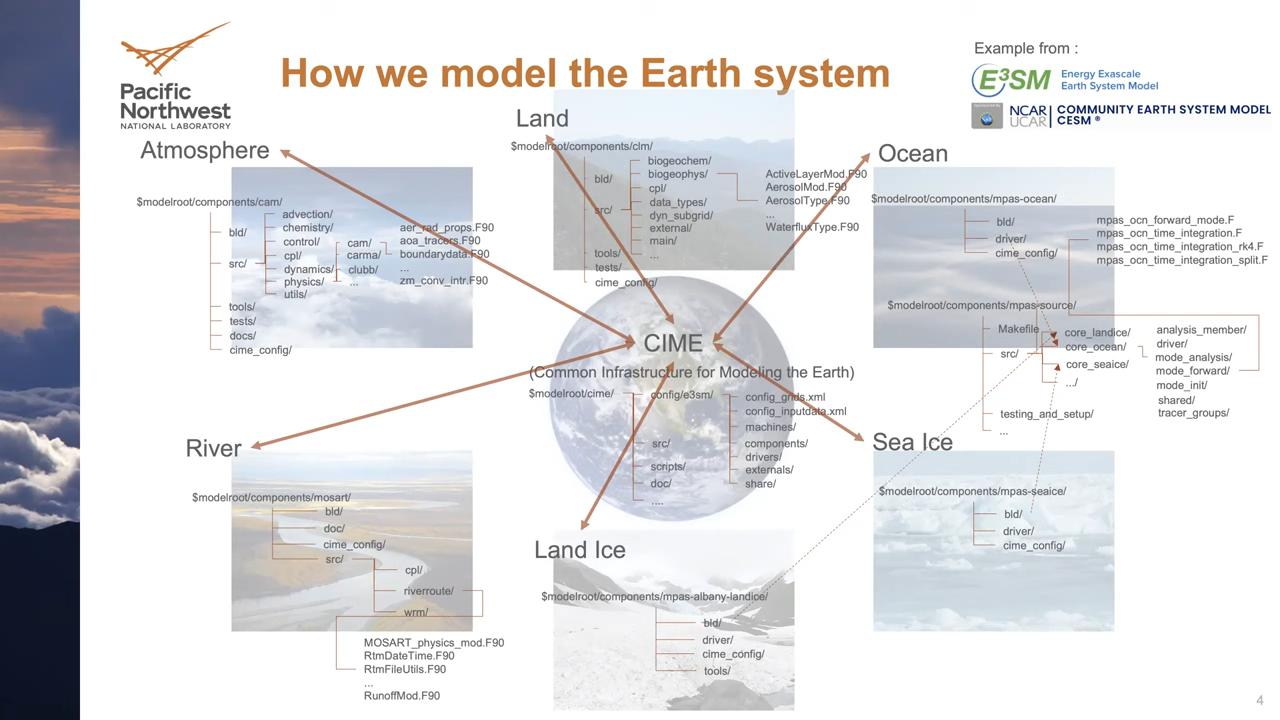 Pacific
Northwest
NATIONAL LABORATORY
How we model the Earth system
Example from :
E³SM
Energy Exascale
Earth System Model
NCAR
UCAR
COMMUNITY EARTH SYSTEM MODEL
CESM ®
Atmosphere
$modelroot/components/cam/
bld/
src/
tools/
tests/
docs/
cime_config/
advection/
chemistry/
control/
cpl/
dynamics/
physics/
utils/
cam/
carma/
clubb/
...
aer_rad_props.F90
aoa_tracers.F90
boundarydata.F90
...
zm_conv_intr.F90
Land
$modelroot/components/clm/
bld/
src/
tools/
tests/
cime_config/
biogeochem/
biogeophys/
cpl/
data_types/
dyn_subgrid/
external/
main/
...
ActiveLayerMod.F90
AerosolMod.F90
AerosolType.F90
...
WaterfluxType.F90
Ocean
$modelroot/components/mpas-ocean/
bld/
driver/
cime_config/
mpas_ocn_forward_mode.F
mpas_ocn_time_integration.F
mpas_ocn_time_integration_rk4.F
mpas_ocn_time_integration_split.F
$modelroot/components/mpas-source/
Makefile
src/
testing_and_setup/
...
core_landice/
core_ocean/
core_seaice/
.../
analysis_member/
driver/
mode_analysis/
mode_forward/
mode_init/
shared/
tracer_groups/
CIME
(Common Infrastructure for Modeling the Earth)
$modelroot/cime/
config/e3sm/
src/
scripts/
doc/
....
config_grids.xml
config_inputdata.xml
machines/
components/
drivers/
externals/
share/
River
$modelroot/components/mosart/
bld/
doc/
cime_config/
src/
cpl/
riverroute/
wrm/
MOSART_physics_mod.F90
RtmDateTime.F90
RtmFileUtils.F90
...
RunoffMod.F90
Land Ice
$modelroot/components/mpas-albany-landice/
bld/
driver/
cime_config/
tools/
Sea Ice
$modelroot/components/mpas-seaice/
bld/
driver/
cime_config/
4